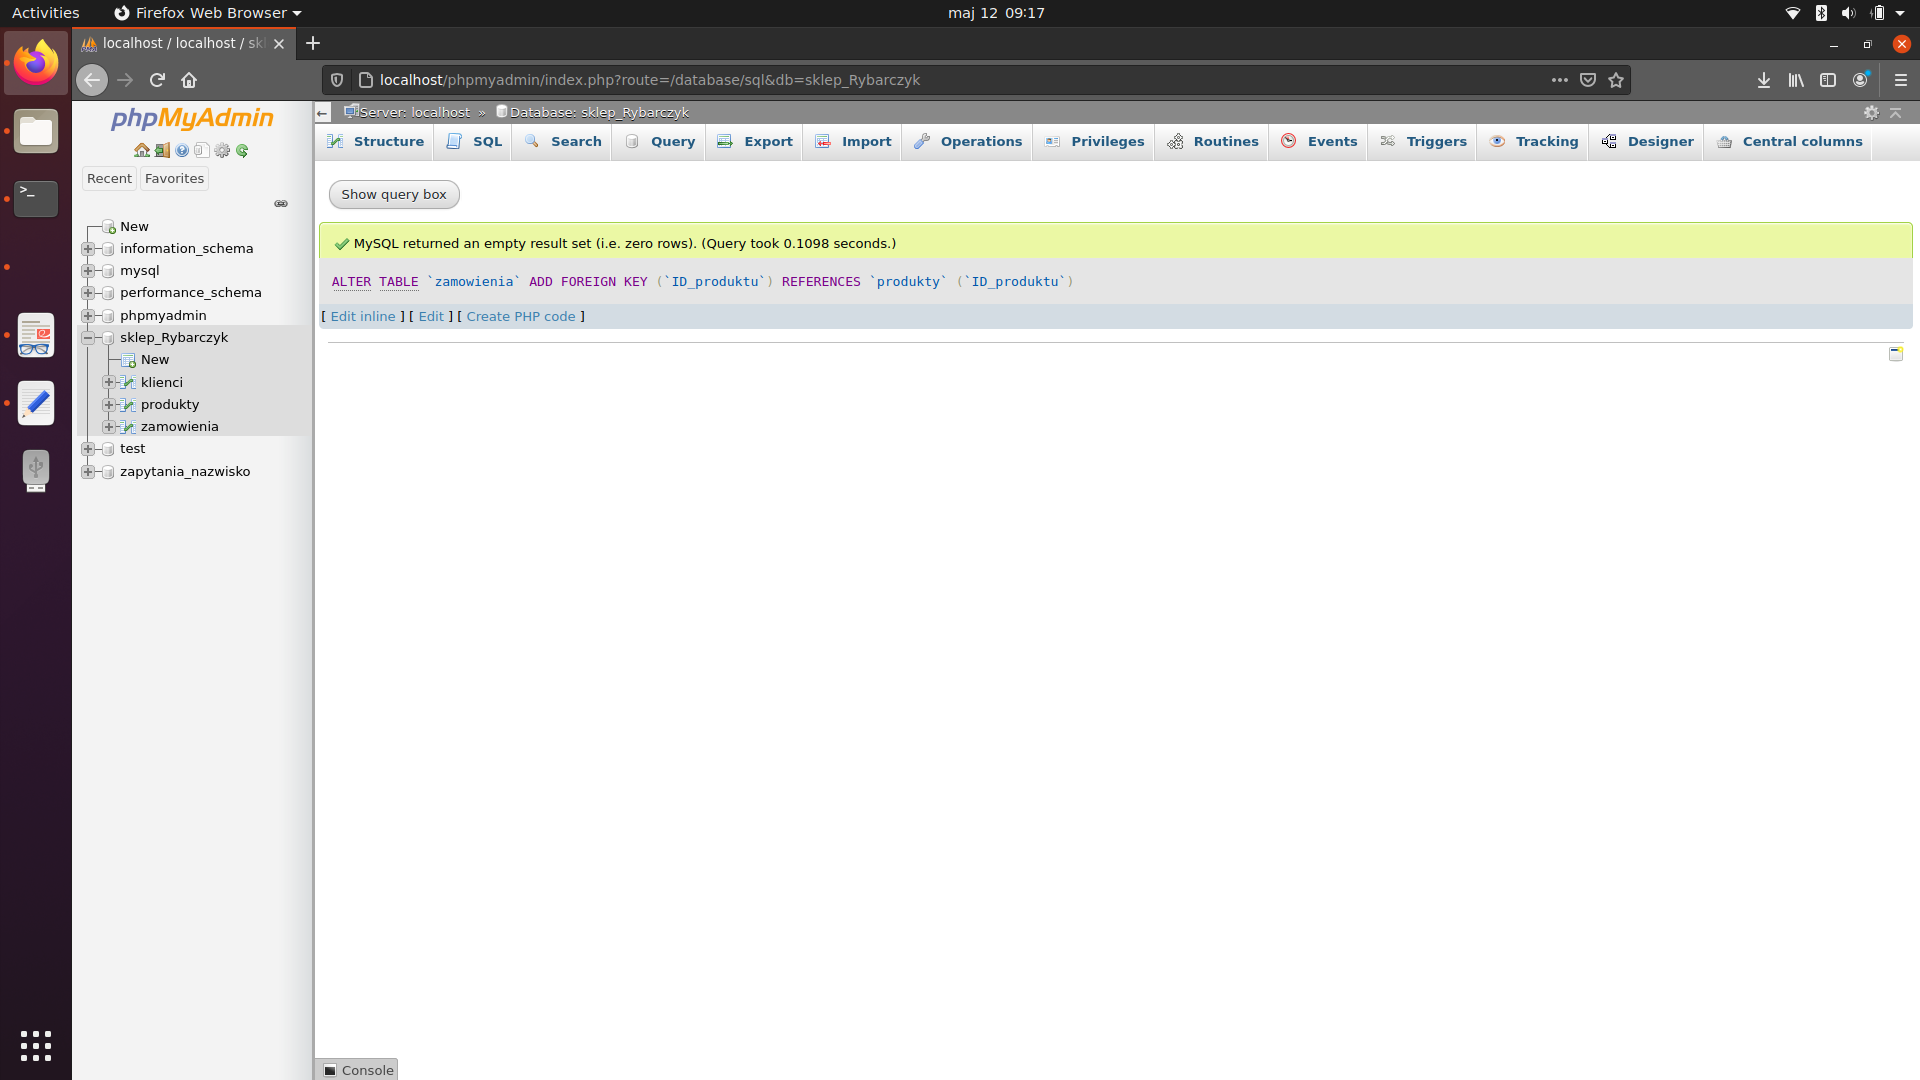 Activities
Firefox Web Browser
maj 12 09:17
localhost / localhost / skl
localhost/phpmyadmin/index.php?route=/database/sql&db=sklep_Rybarczyk
phpMyAdmin
Recent
Favorites
New
information_schema
mysql
performance_schema
phpmyadmin
sklep_Rybarczyk
New
klienci
produkty
zamowienia
test
zapytania_nazwisko
Server: localhost » Database: sklep_Rybarczyk
Structure SQL Search Query Export Import Operations Privileges Routines Events Triggers Tracking Designer Central columns
Show query box
MySQL returned an empty result set (i.e. zero rows). (Query took 0.1098 seconds.)
ALTER TABLE `zamowienia` ADD FOREIGN KEY (`ID_produktu`) REFERENCES `produkty` (`ID_produktu`)
[ Edit inline ] [ Edit ] [ Create PHP code ]
Console